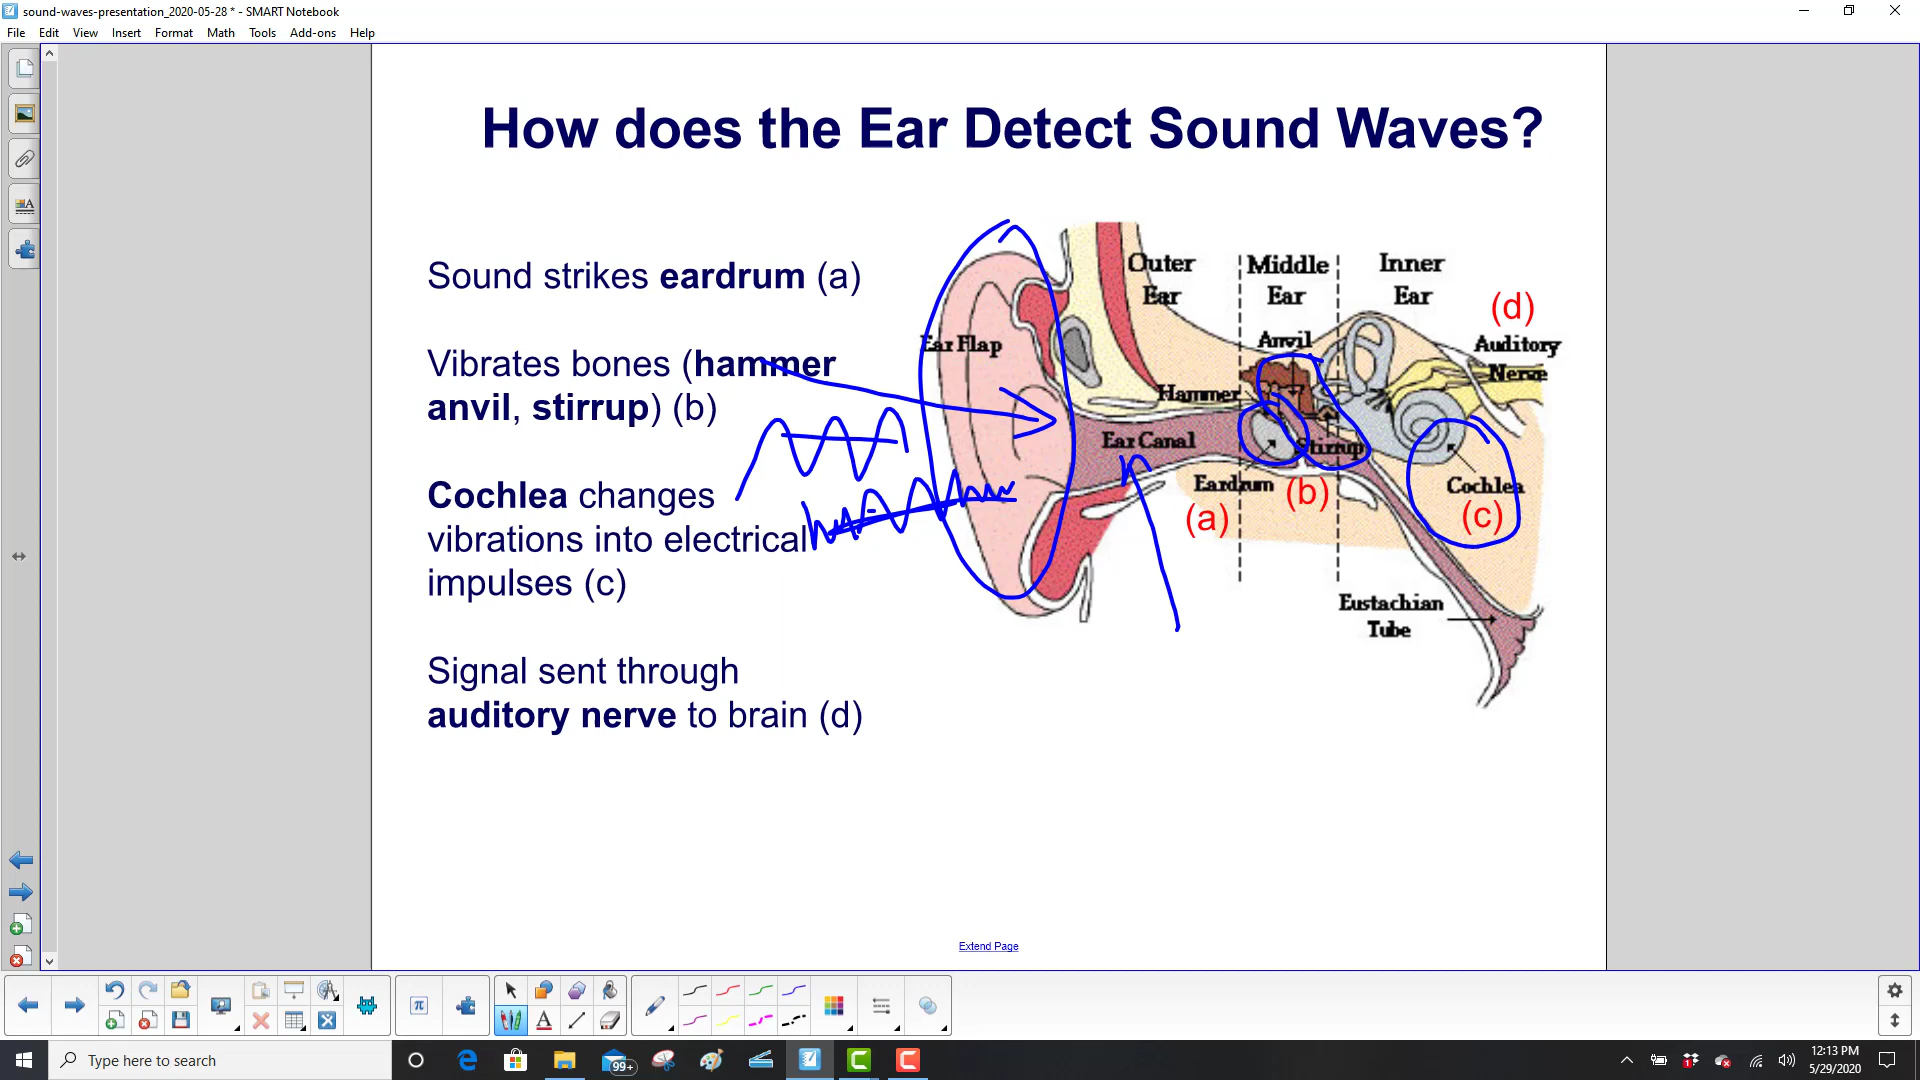 sound-waves-presentation_2020-05-28 * - SMART Notebook
File Edit View Insert Format Math Tools Add-ons Help
How does the Ear Detect Sound Waves?
Sound strikes eardrum (a)
Vibrates bones (hammer
anvil, stirrup) (b)
Cochlea changes
vibrations into electrical
impulses (c)
Signal sent through
auditory nerve to brain (d)
Outer
Ear
Middle
Ear
Inner
Ear
(d)
Ear Flap
Anvil
Auditory
Nerve
Hammer
Ear Canal
Stirrup
Eardrum
(a)
(b)
Cochlea
(c)
Eustachian
Tube
Extend Page
π
A
Type here to search
99+
12:13 PM
5/29/2020